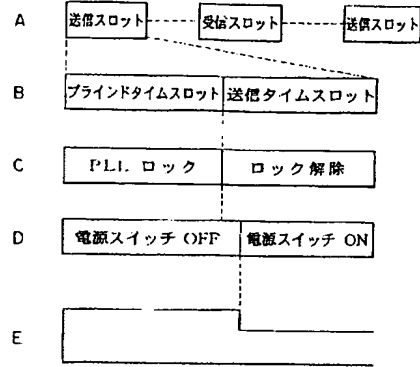 A 送信スロット 受信スロット 送信スロット
B ブラインドタイムスロット 送信タイムスロット
C PLL ロック ロック解除
D 電源スイッチ OFF 電源スイッチ ON
E